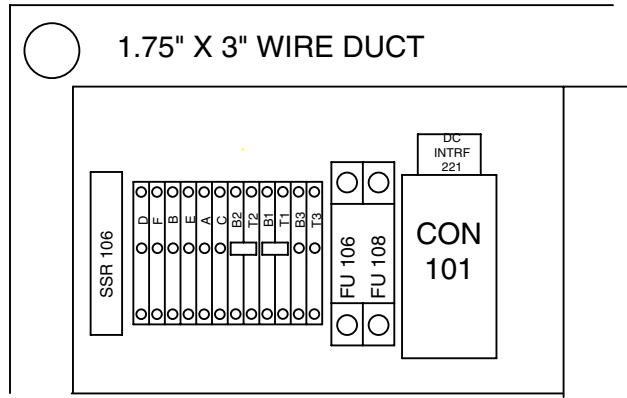 1.75" X 3" WIRE DUCT
DC
INTRF
221
SSR 106
D
F
B
E
A
C
B2
T2
B1
T1
B3
T3
FU 106
FU 108
CON
101